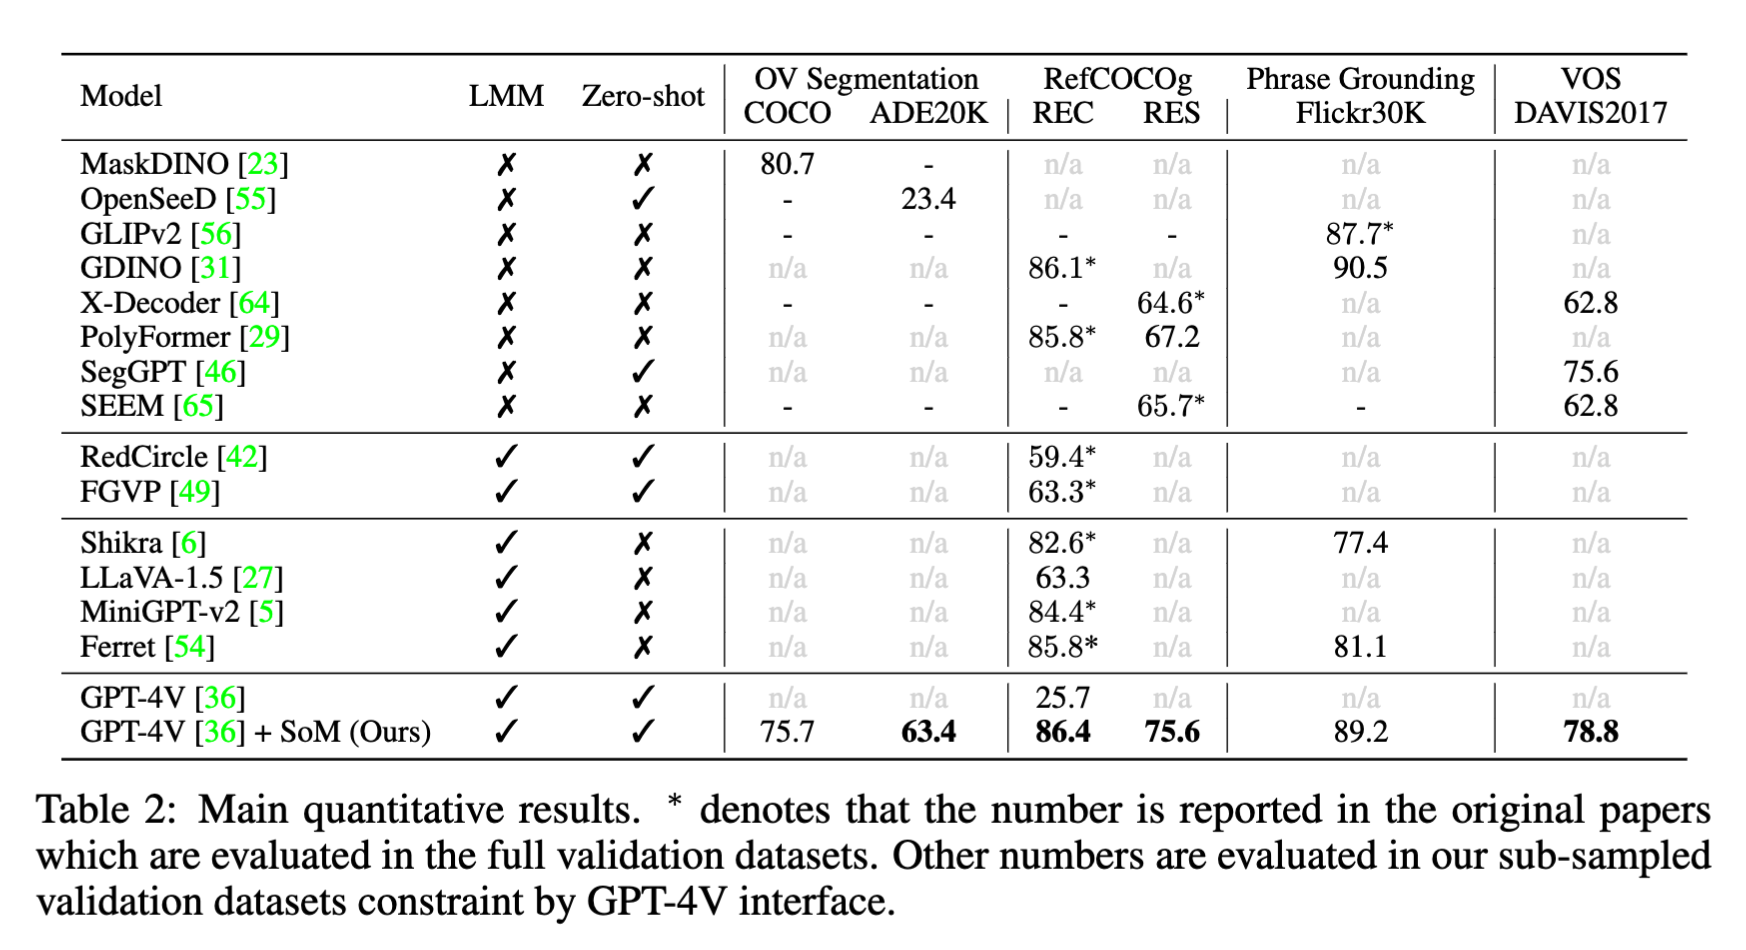 Model LMM Zero-shot OV Segmentation RefCOCOg Phrase Grounding VOS
COCO ADE20K REC RES Flickr30K DAVIS2017
MaskDINO [23] ✗ ✗ 80.7 - n/a n/a n/a n/a
OpenSeeD [55] ✗ ✓ - 23.4 n/a n/a n/a n/a
GLIPv2 [56] ✗ ✗ - - - - 87.7* n/a
GDINO [31] ✗ ✗ n/a n/a 86.1* n/a 90.5 n/a
X-Decoder [64] ✗ ✗ - - - 64.6* n/a 62.8
PolyFormer [29] ✗ ✗ n/a n/a 85.8* 67.2 n/a n/a
SegGPT [46] ✗ ✓ n/a n/a n/a n/a n/a 75.6
SEEM [65] ✗ ✗ - - - 65.7* - 62.8
RedCircle [42] ✓ ✓ n/a n/a 59.4* n/a n/a n/a
FGVP [49] ✓ ✓ n/a n/a 63.3* n/a n/a n/a
Shikra [6] ✓ ✗ n/a n/a 82.6* n/a 77.4 n/a
LLaVA-1.5 [27] ✓ ✗ n/a n/a 63.3 n/a n/a n/a
MiniGPT-v2 [5] ✓ ✗ n/a n/a 84.4* n/a n/a n/a
Ferret [54] ✓ ✗ n/a n/a 85.8* n/a 81.1 n/a
GPT-4V [36] ✓ ✓ n/a n/a 25.7 n/a n/a n/a
GPT-4V [36] + SoM (Ours) ✓ ✓ 75.7 63.4 86.4 75.6 89.2 78.8
Table 2: Main quantitative results. * denotes that the number is reported in the original papers
which are evaluated in the full validation datasets. Other numbers are evaluated in our sub-sampled
validation datasets constraint by GPT-4V interface.